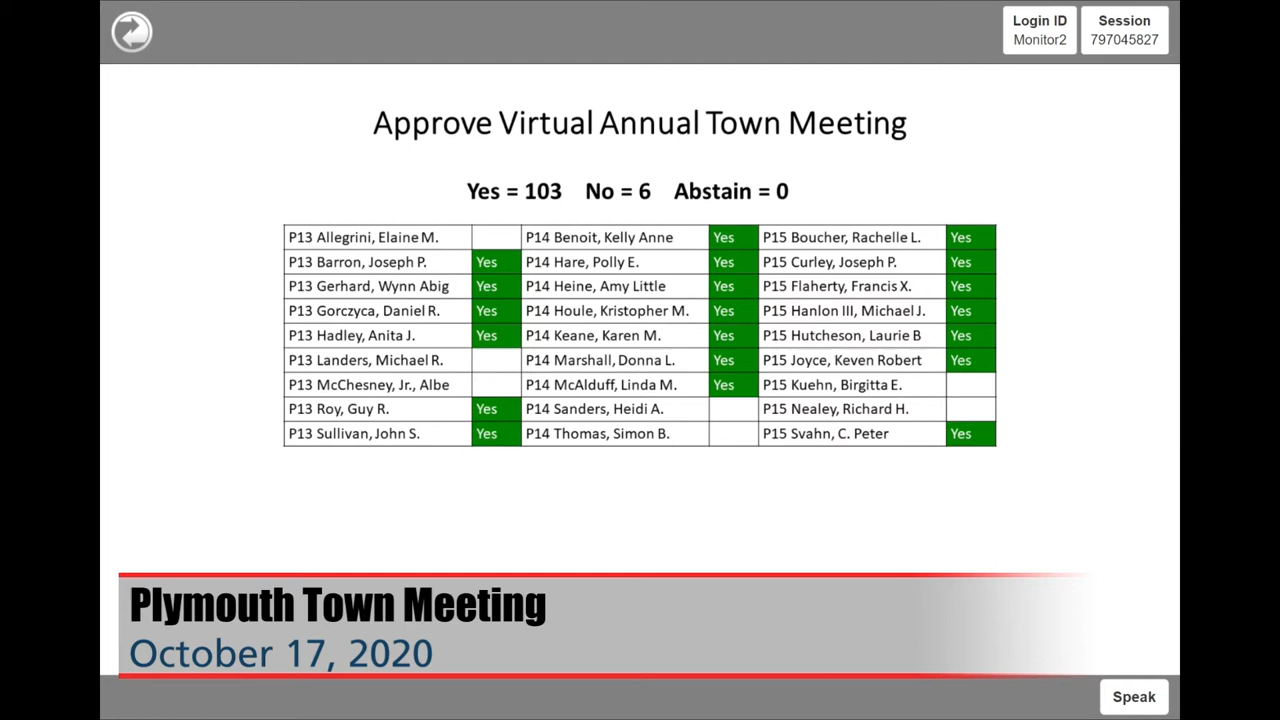 Login ID
Monitor2
Session
797045827
Approve Virtual Annual Town Meeting
Yes = 103 No = 6 Abstain = 0
P13 Allegrini, Elaine M. P14 Benoit, Kelly Anne Yes P15 Boucher, Rachelle L. Yes
P13 Barron, Joseph P. Yes P14 Hare, Polly E. Yes P15 Curley, Joseph P. Yes
P13 Gerhard, Wynn Abig Yes P14 Heine, Amy Little Yes P15 Flaherty, Francis X. Yes
P13 Gorczyca, Daniel R. Yes P14 Houle, Kristopher M. Yes P15 Hanlon III, Michael J. Yes
P13 Hadley, Anita J. Yes P14 Keane, Karen M. Yes P15 Hutcheson, Laurie B Yes
P13 Landers, Michael R. P14 Marshall, Donna L. Yes P15 Joyce, Keven Robert Yes
P13 McChesney, Jr., Albe P14 McAlduff, Linda M. Yes P15 Kuehn, Birgitta E.
P13 Roy, Guy R. Yes P14 Sanders, Heidi A. P15 Nealey, Richard H.
P13 Sullivan, John S. Yes P14 Thomas, Simon B. P15 Svahn, C. Peter Yes
Plymouth Town Meeting
October 17, 2020
Speak